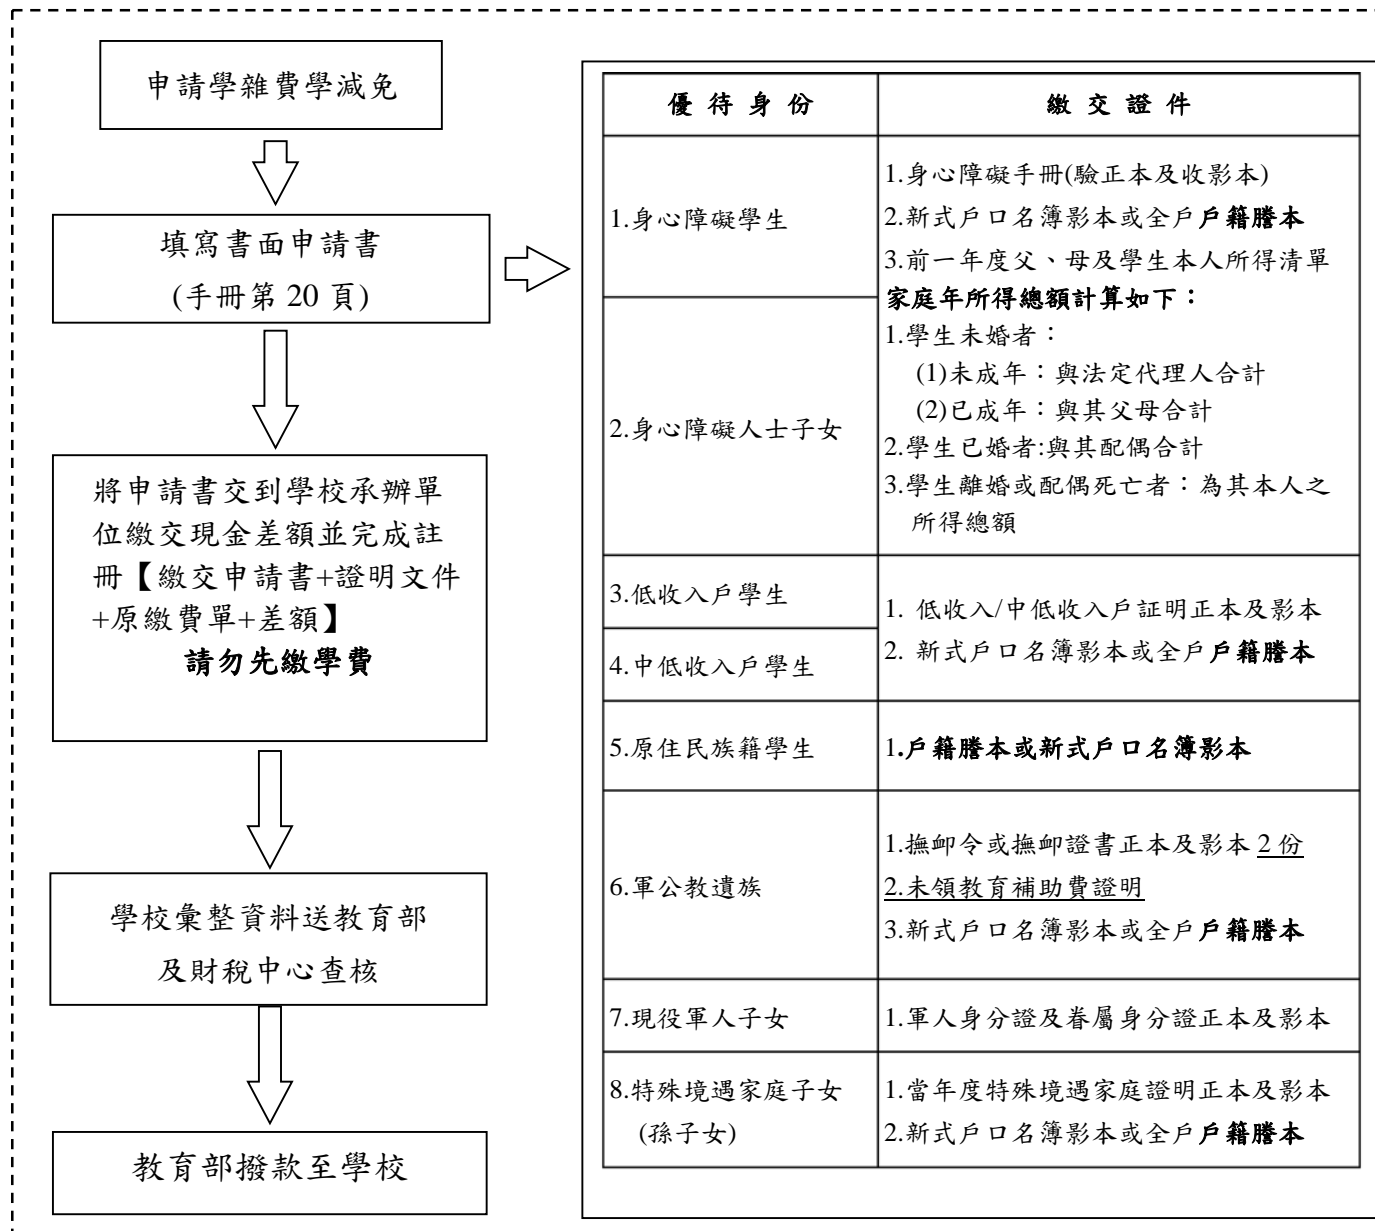 申請學雜費學減免
填寫書面申請書
(手冊第 20 頁)
將申請書交到學校承辦單
位繳交現金差額並完成註
冊【繳交申請書+證明文件
+原繳費單+差額】
請勿先繳學費
學校彙整資料送教育部
及財稅中心查核
教育部撥款至學校
優 待 身 份
繳 交 證 件
1.身心障礙學生
1.身心障礙手冊(驗正本及收影本)
2.新式戶口名簿影本或全戶戶籍謄本
3.前一年度父、母及學生本人所得清單
家庭年所得總額計算如下：
1.學生未婚者：
(1)未成年：與法定代理人合計
(2)已成年：與其父母合計
2.學生已婚者:與其配偶合計
3.學生離婚或配偶死亡者：為其本人之
所得總額
2.身心障礙人士子女
3.低收入戶學生
4.中低收入戶學生
1. 低收入/中低收入戶証明正本及影本
2. 新式戶口名簿影本或全戶戶籍謄本
5.原住民族籍學生
1.戶籍謄本或新式戶口名簿影本
6.軍公教遺族
1.撫卹令或撫卹證書正本及影本 2 份
2.未領教育補助費證明
3.新式戶口名簿影本或全戶戶籍謄本
7.現役軍人子女
1.軍人身分證及眷屬身分證正本及影本
8.特殊境遇家庭子女
(孫子女)
1.當年度特殊境遇家庭證明正本及影本
2.新式戶口名簿影本或全戶戶籍謄本